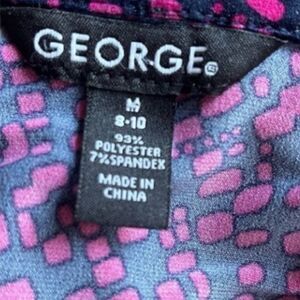 GEORGE
M
8-10
93%
POLYESTER
7% SPANDEX
MADE IN
CHINA